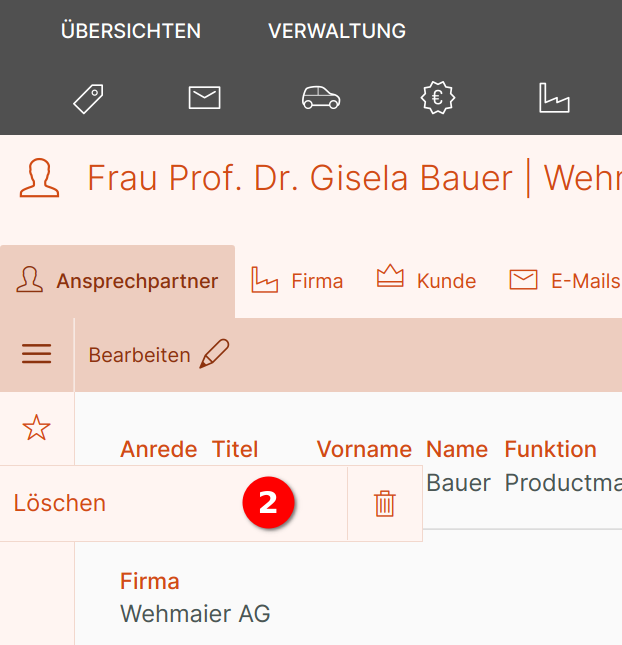 ÜBERSICHTEN VERWALTUNG
€
Frau Prof. Dr. Gisela Bauer | Wehr
Ansprechpartner Firma Kunde E-Mails
Bearbeiten
Anrede Titel Vorname Name Funktion
Bauer Productma
Löschen 2
Firma
Wehmaier AG